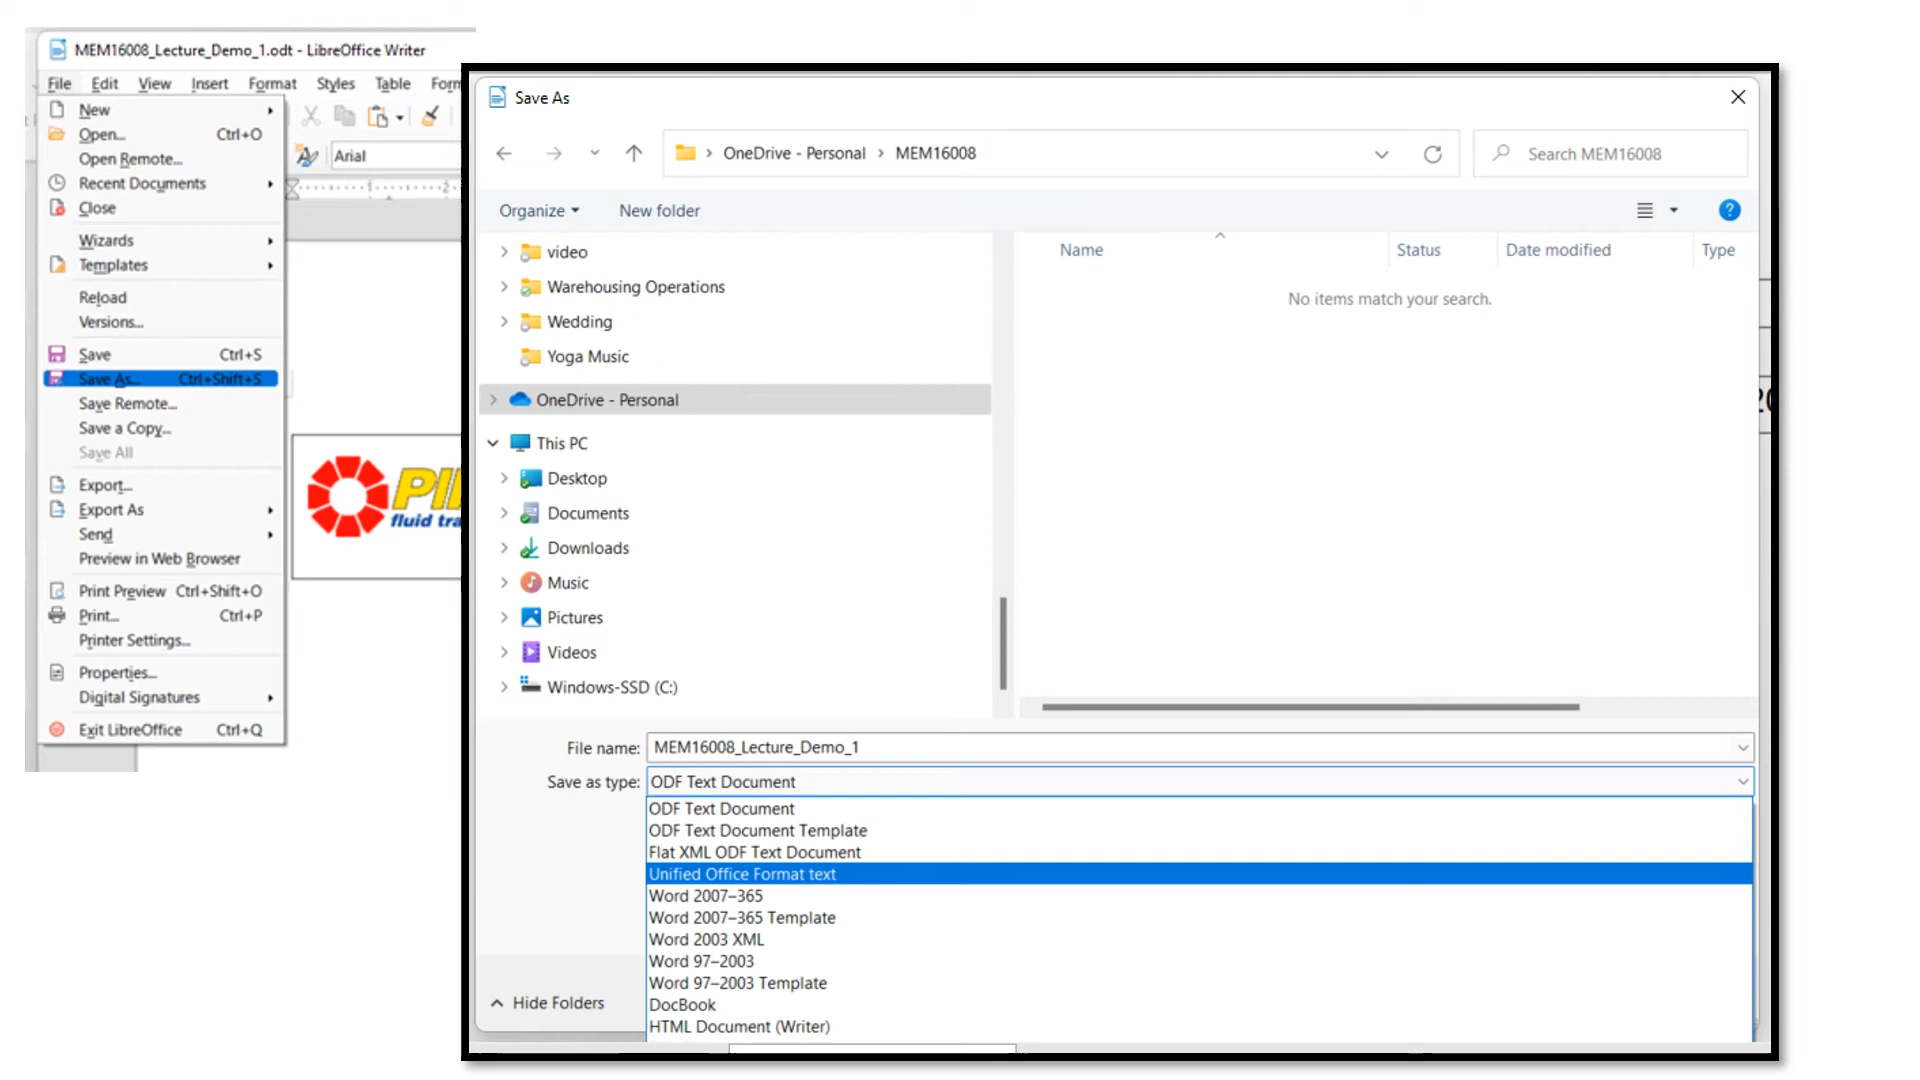 MEM16008_Lecture_Demo_1.odt - LibreOffice Writer
File Edit View Insert Format Styles Table Form
New
Open... Ctrl+O
Open Remote...
Recent Documents
Close
Wizards
Templates
Reload
Versions...
Save Ctrl+S
Save As... Ctrl+Shift+S
Save Remote...
Save a Copy...
Save All
Export...
Export As
Send
Preview in Web Browser
Print Preview Ctrl+Shift+O
Print... Ctrl+P
Printer Settings...
Properties...
Digital Signatures
Exit LibreOffice Ctrl+Q
Arial
1 2
fluid
Save As
OneDrive - Personal > MEM16008
Search MEM16008
Organize New folder
video
Warehousing Operations
Wedding
Yoga Music
OneDrive - Personal
This PC
Desktop
Documents
Downloads
Music
Pictures
Videos
Windows-SSD (C:)
Name Status Date modified Type
No items match your search.
File name: MEM16008_Lecture_Demo_1
Save as type: ODF Text Document
ODF Text Document
ODF Text Document Template
Flat XML ODF Text Document
Unified Office Format text
Word 2007–365
Word 2007–365 Template
Word 2003 XML
Word 97–2003
Word 97–2003 Template
DocBook
HTML Document (Writer)
Hide Folders